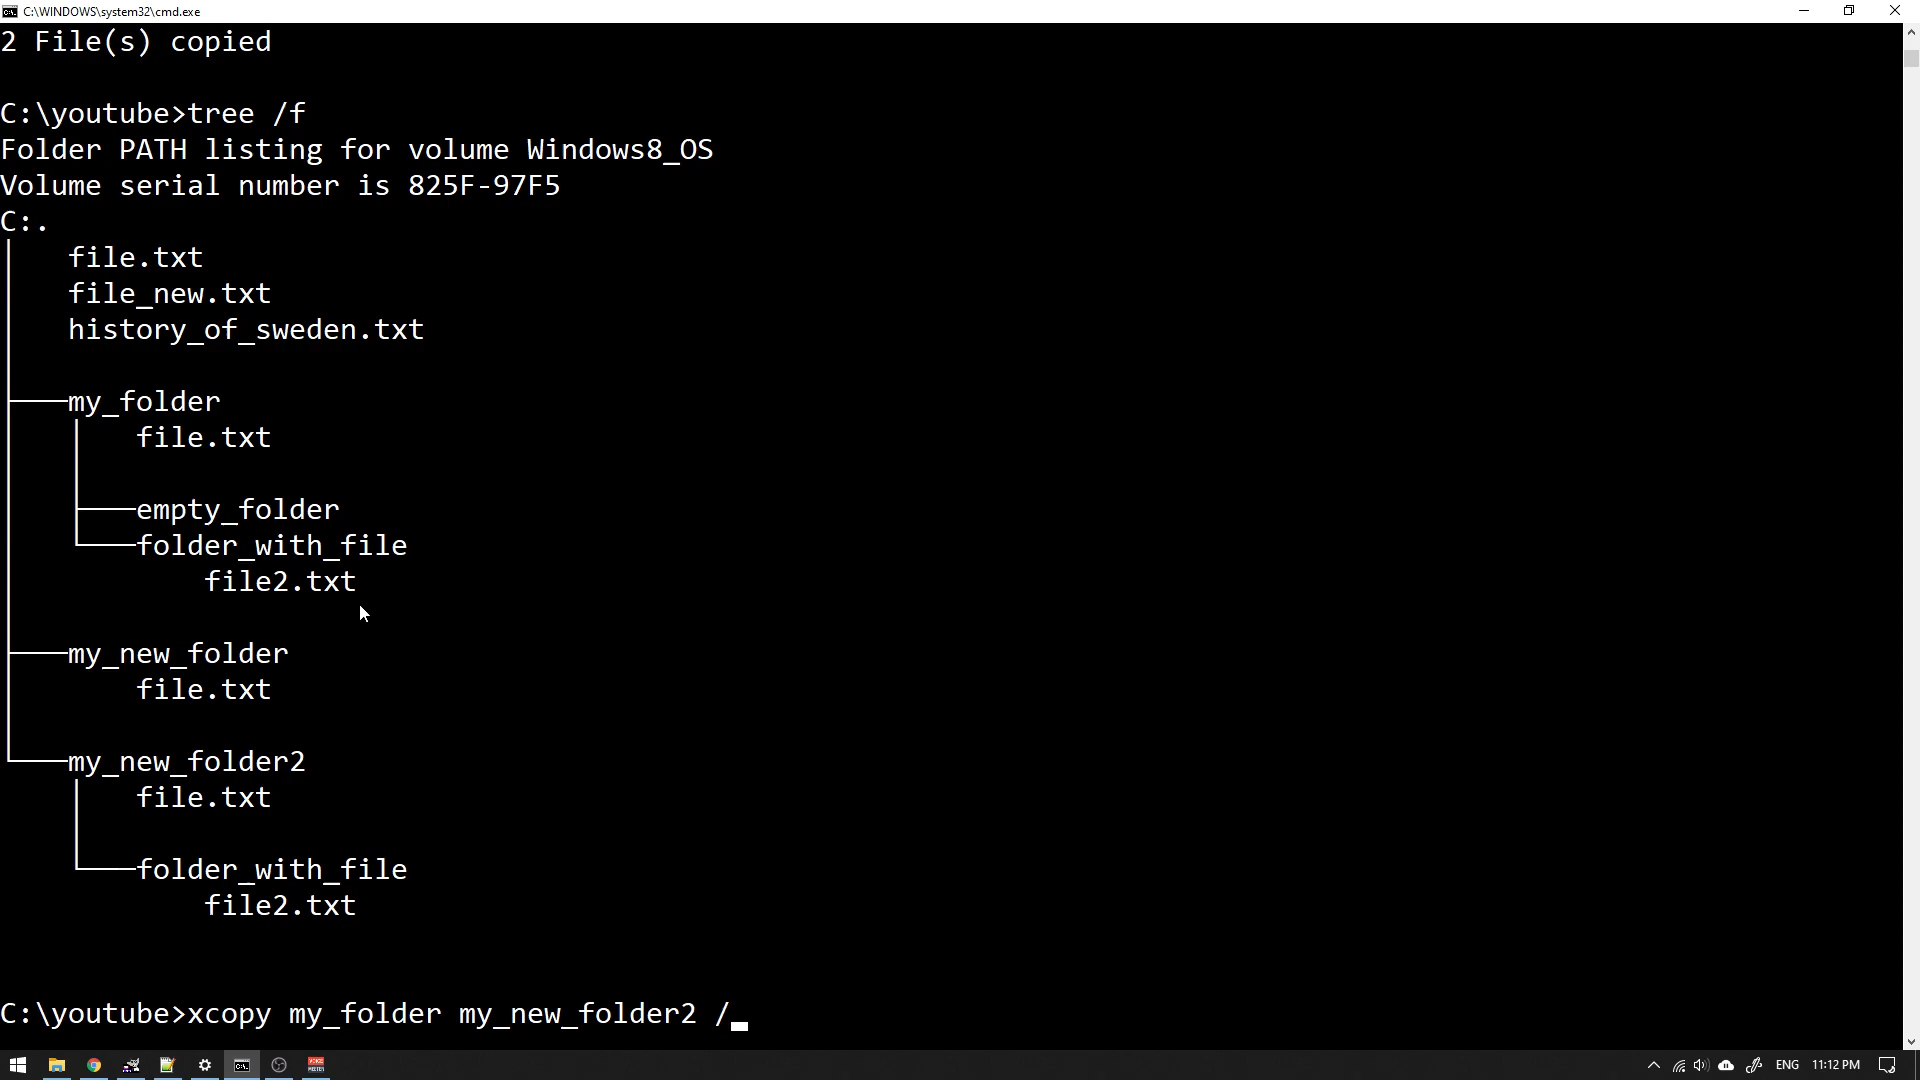 C:\WINDOWS\system32\cmd.exe
2 File(s) copied
C:\youtube>tree /f
Folder PATH listing for volume Windows8_OS
Volume serial number is 825F-97F5
C:.
file.txt
file_new.txt
history_of_sweden.txt
my_folder
file.txt
empty_folder
folder_with_file
file2.txt
my_new_folder
file.txt
my_new_folder2
file.txt
folder_with_file
file2.txt
C:\youtube>xcopy my_folder my_new_folder2 /_
ENG 11:12 PM